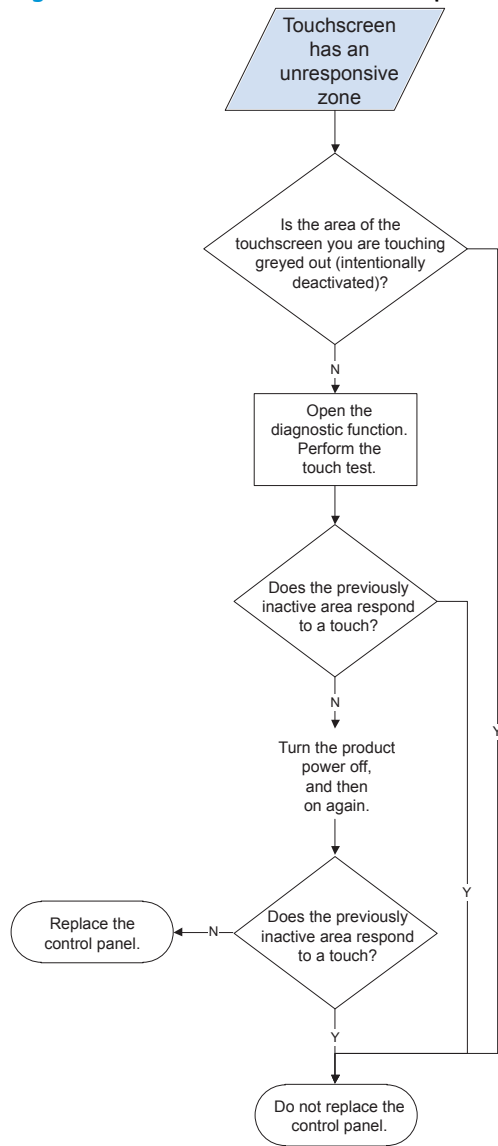 Touchscreen
has an
unresponsive
zone
Is the area of the
touchscreen you are touching
greyed out (intentionally
deactivated)?
N
Open the
diagnostic function.
Perform the
touch test.
Does the previously
inactive area respond
to a touch?
N
Y
Turn the product
power off,
and then
on again.
Y
Replace the
control panel.
N
Does the previously
inactive area respond
to a touch?
Y
Do not replace the
control panel.